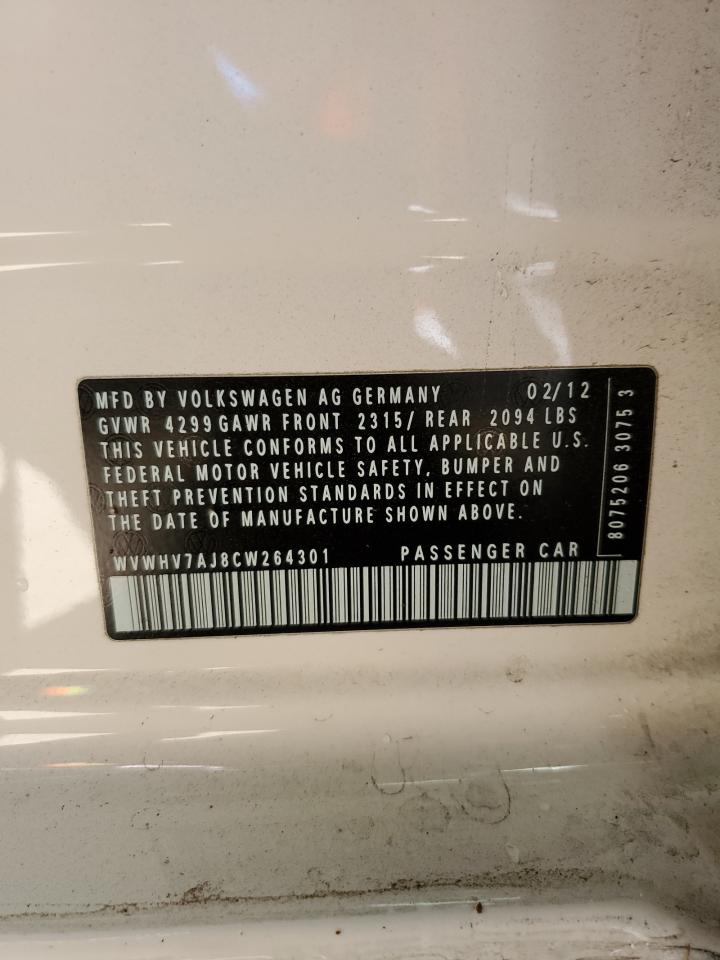 MFD BY VOLKSWAGEN AG GERMANY 02/12
GVWR 4299 GAWR FRONT 2315/ REAR 2094 LBS
THIS VEHICLE CONFORMS TO ALL APPLICABLE U.S.
FEDERAL MOTOR VEHICLE SAFETY, BUMPER AND
THEFT PREVENTION STANDARDS IN EFFECT ON
THE DATE OF MANUFACTURE SHOWN ABOVE.
WVWHV7AJ8CW264301 PASSENGER CAR
8075206 3075 3